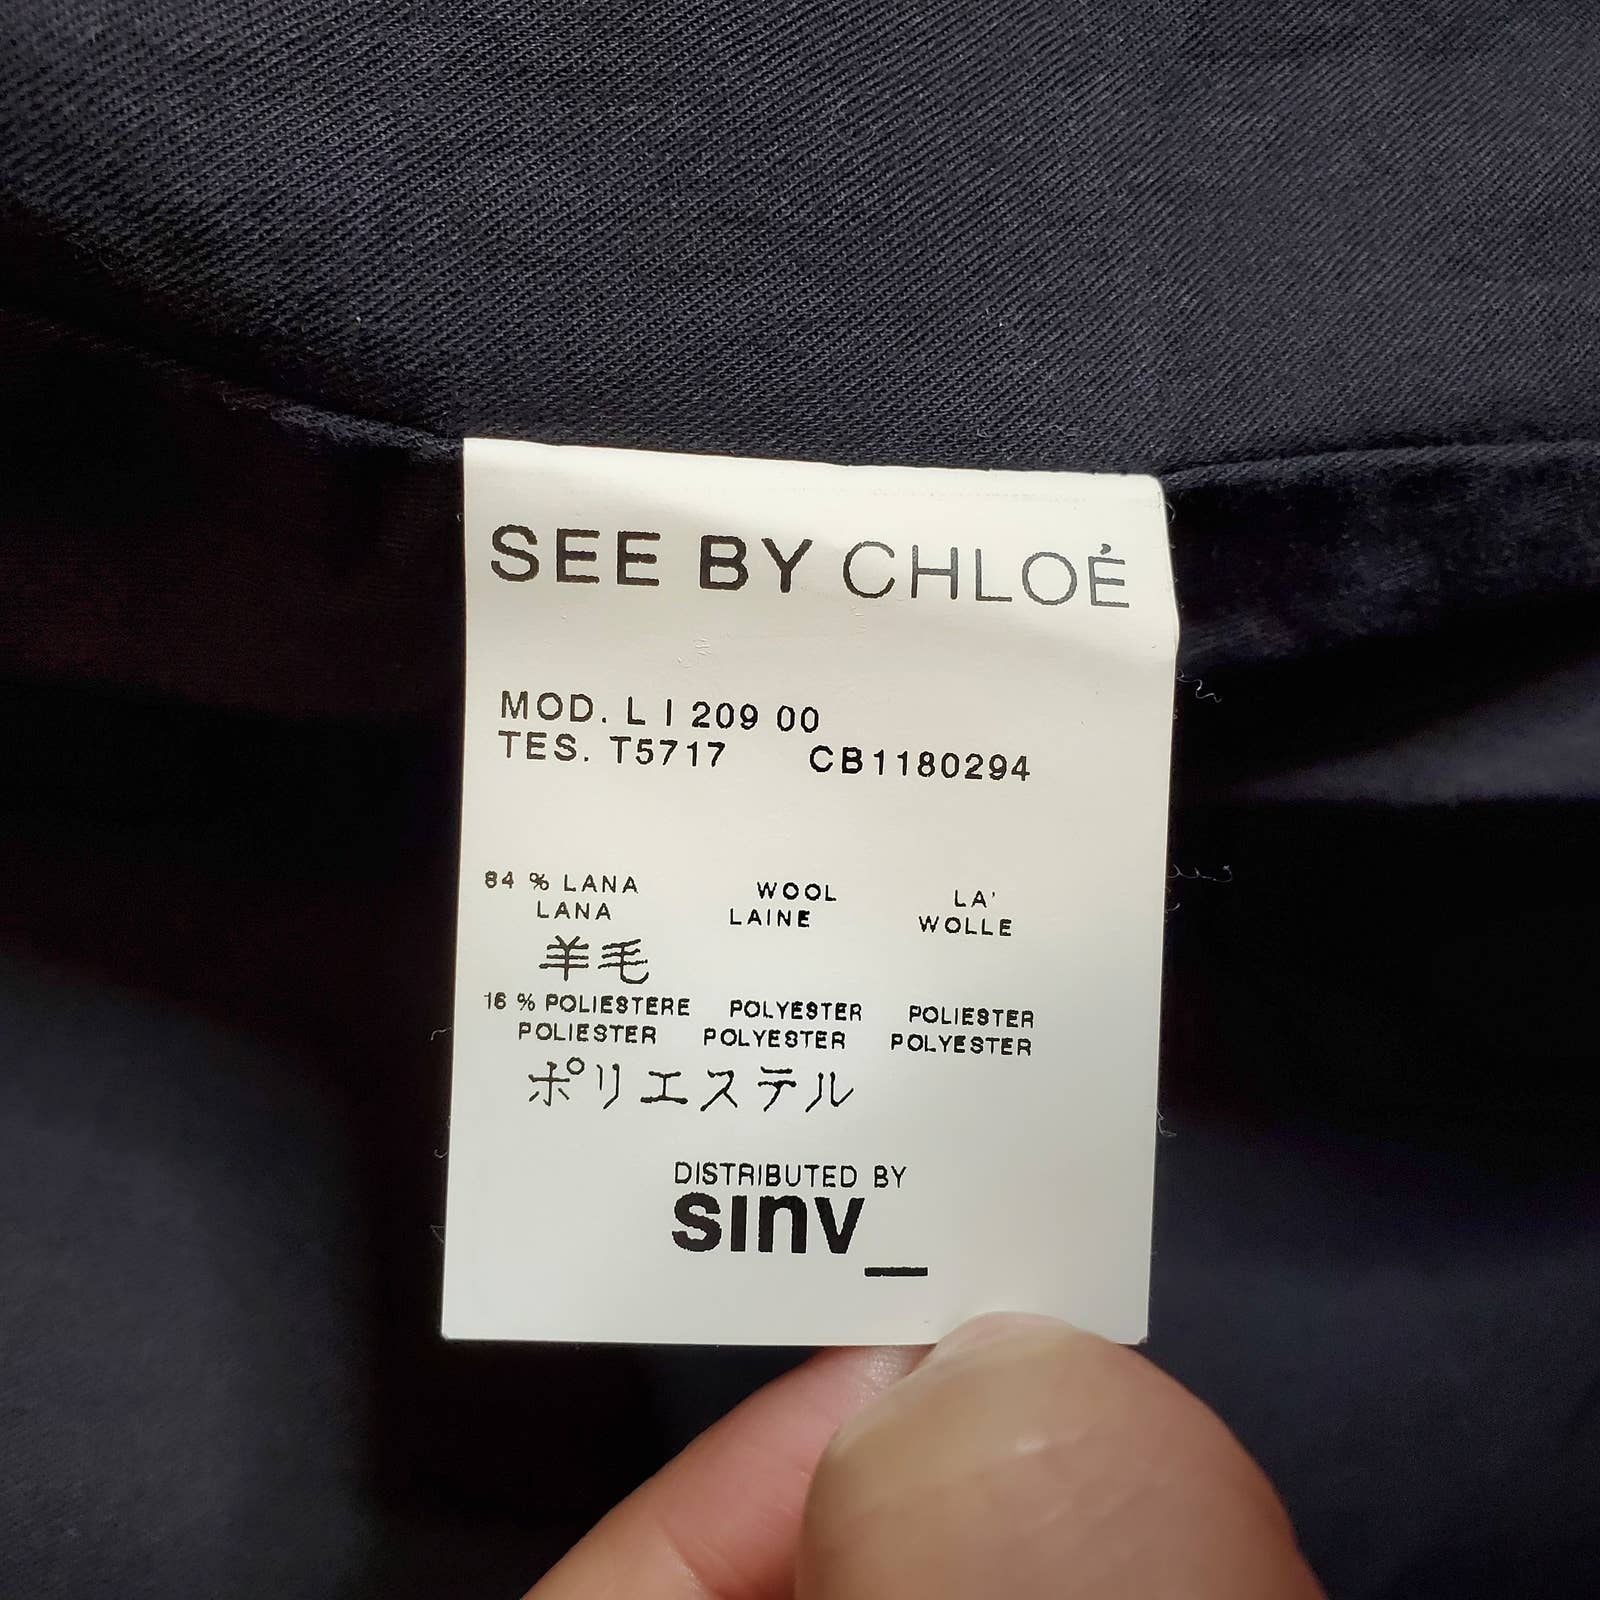 SEE BY CHLOÉ
MOD. L I 209 00
TES. T5717 CB1180294
84 % LANA WOOL LA'
LANA LAINE WOLLE
羊毛
16 % POLIESTERE POLYESTER POLIESTER
POLIESTER POLYESTER POLYESTER
ポリエステル
DISTRIBUTED BY
sinv_